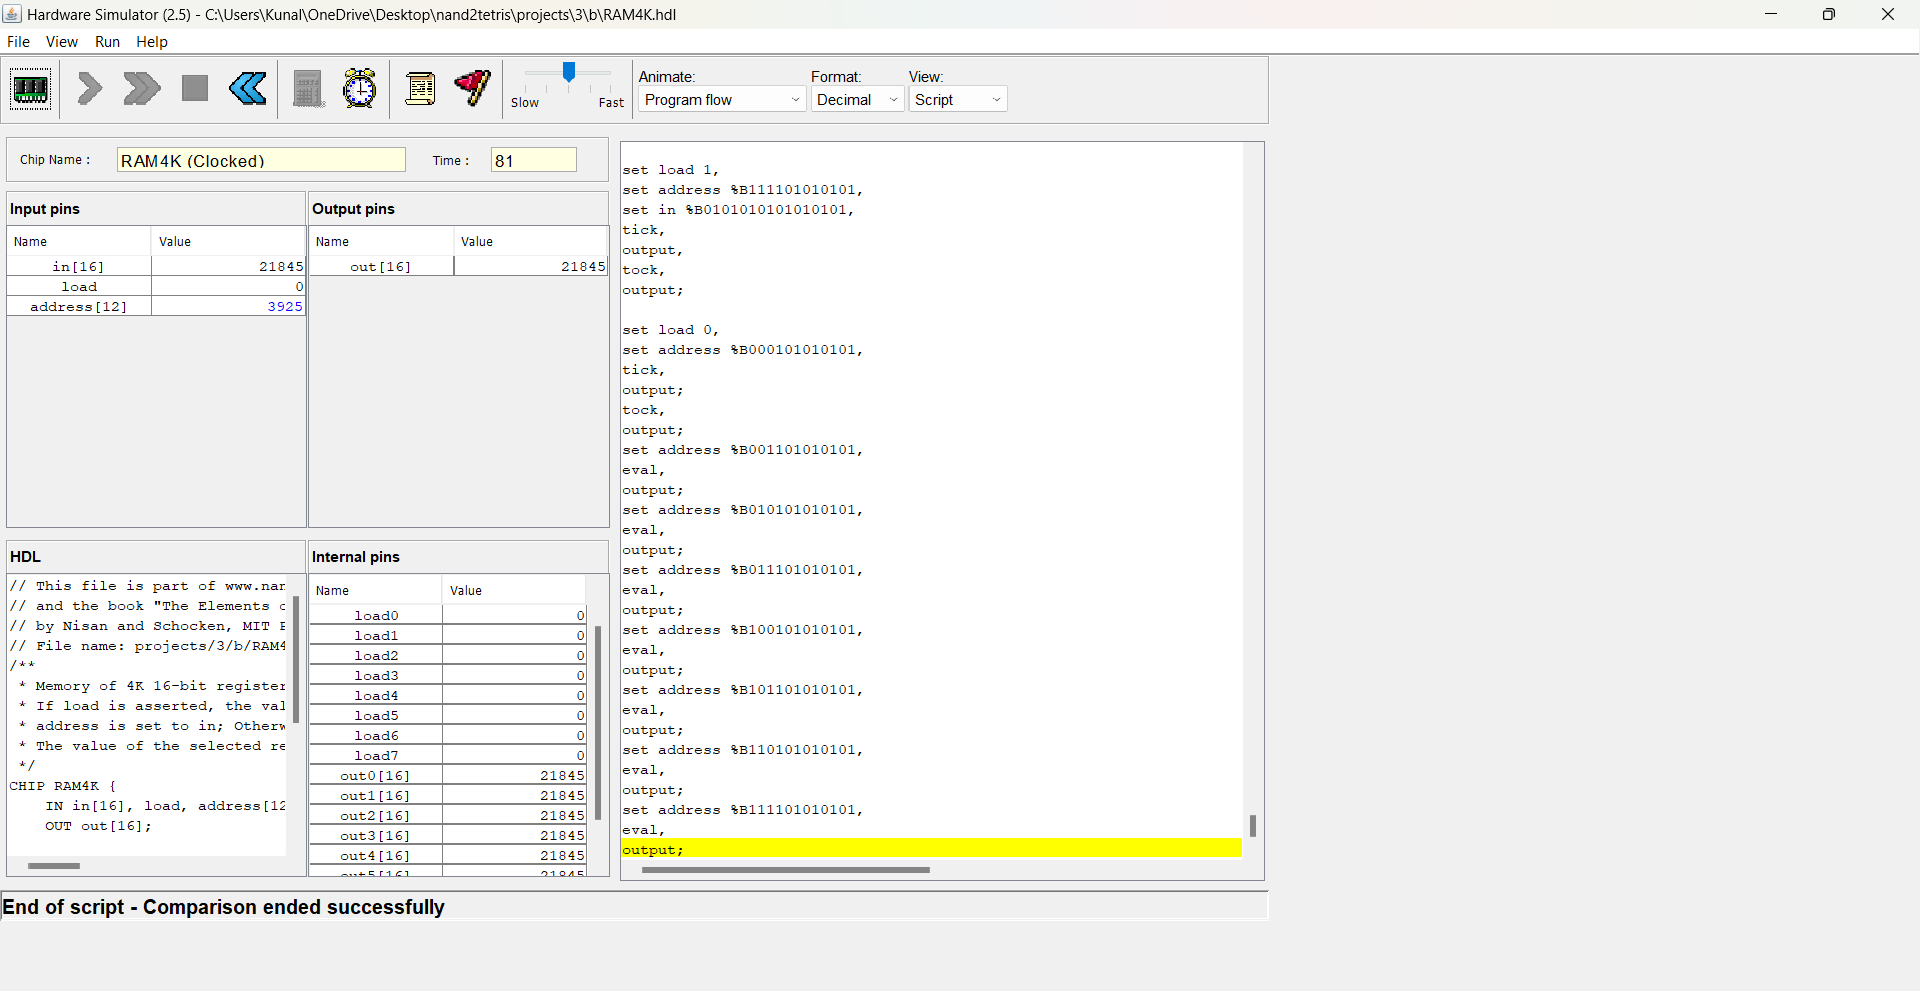 Hardware Simulator (2.5) - C:\Users\Kunal\OneDrive\Desktop\nand2tetris\projects\3\b\RAM4K.hdl
File View Run Help
Slow Fast
Animate: Format: View:
Program flow Decimal Script
Chip Name : RAM4K (Clocked) Time : 81
Input pins
Name Value
in[16] 21845
load 0
address[12] 3925
Output pins
Name Value
out[16] 21845
HDL
// This file is part of www.nan
// and the book "The Elements o
// by Nisan and Schocken, MIT P
// File name: projects/3/b/RAM4
/**
* Memory of 4K 16-bit register
* If load is asserted, the val
* address is set to in; Otherw
* The value of the selected re
*/
CHIP RAM4K {
IN in[16], load, address[12
OUT out[16];
Internal pins
Name Value
load0 0
load1 0
load2 0
load3 0
load4 0
load5 0
load6 0
load7 0
out0[16] 21845
out1[16] 21845
out2[16] 21845
out3[16] 21845
out4[16] 21845
out5[16] 21845
set load 1,
set address %B111101010101,
set in %B0101010101010101,
tick,
output,
tock,
output;
set load 0,
set address %B000101010101,
tick,
output;
tock,
output;
set address %B001101010101,
eval,
output;
set address %B010101010101,
eval,
output;
set address %B011101010101,
eval,
output;
set address %B100101010101,
eval,
output;
set address %B101101010101,
eval,
output;
set address %B110101010101,
eval,
output;
set address %B111101010101,
eval,
output;
End of script - Comparison ended successfully